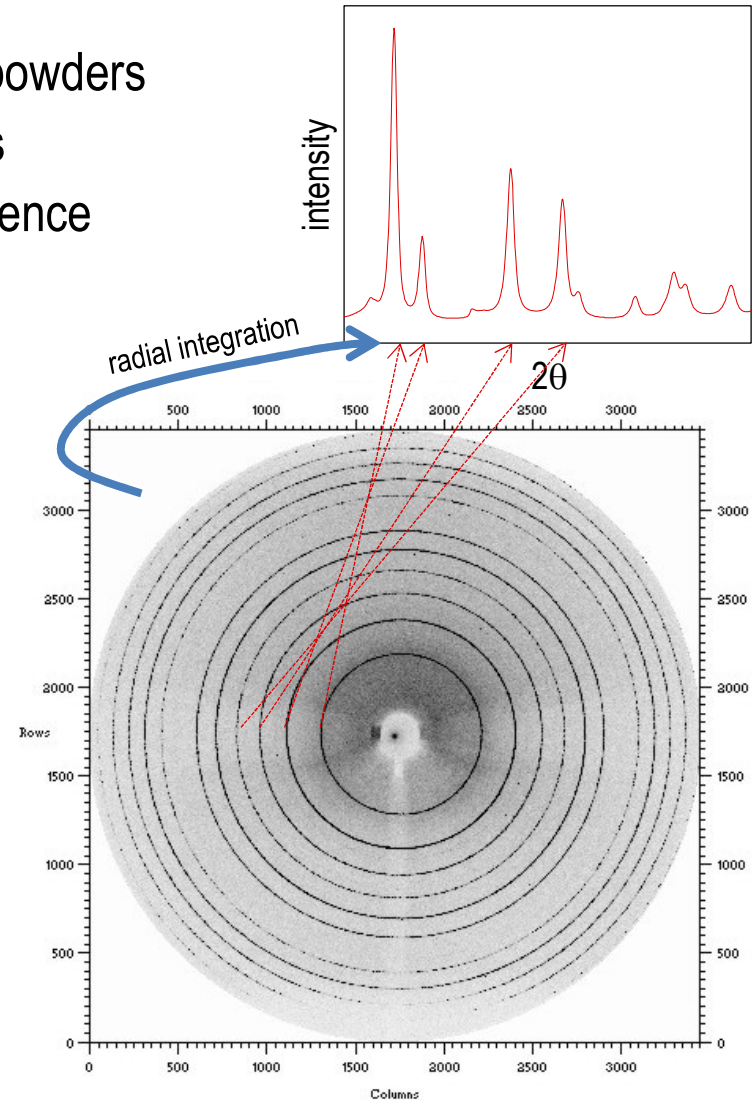 powders
s
ence
intensity
2θ
radial integration
500 1000 1500 2000 2500 3000
3000 3000
2500 2500
2000 2000
Rows
1500 1500
1000 1000
500 500
0 0
0 500 1000 1500 2000 2500 3000
Columns